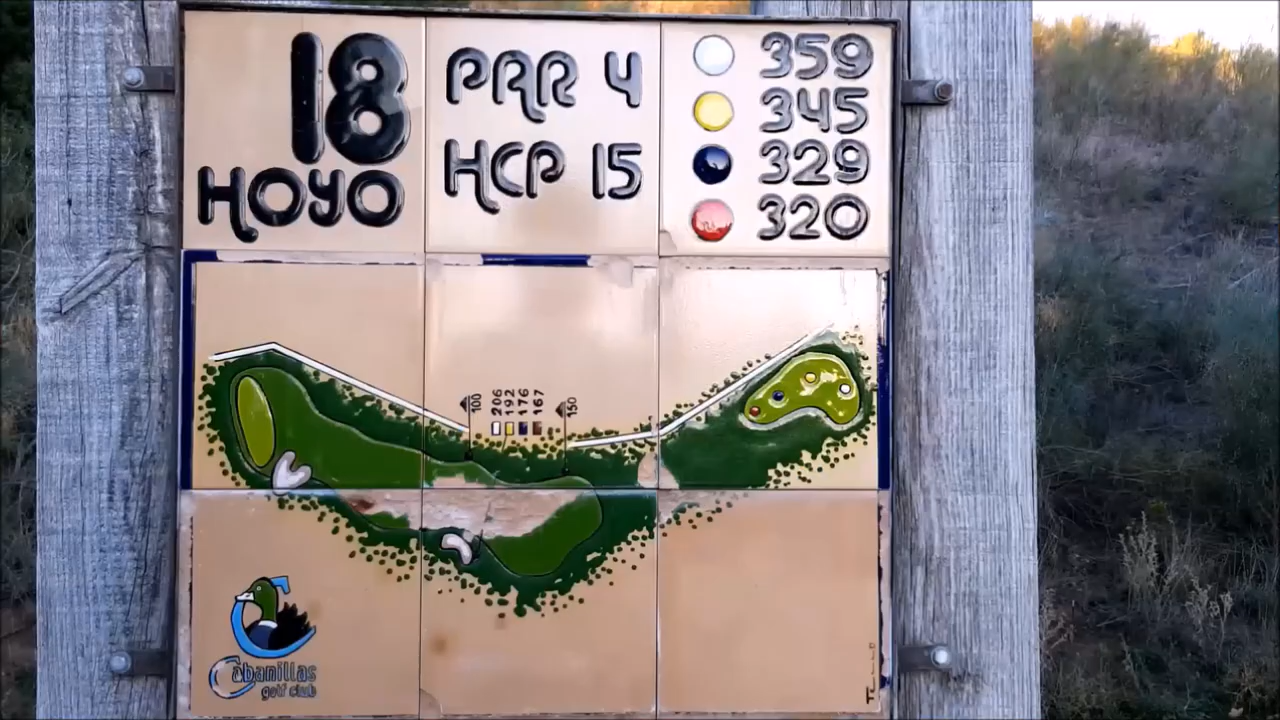 18
HOYO
PAR 4
HCP 15
359
345
329
320
100
206
192
176
167
150
Cabanillas
golf club